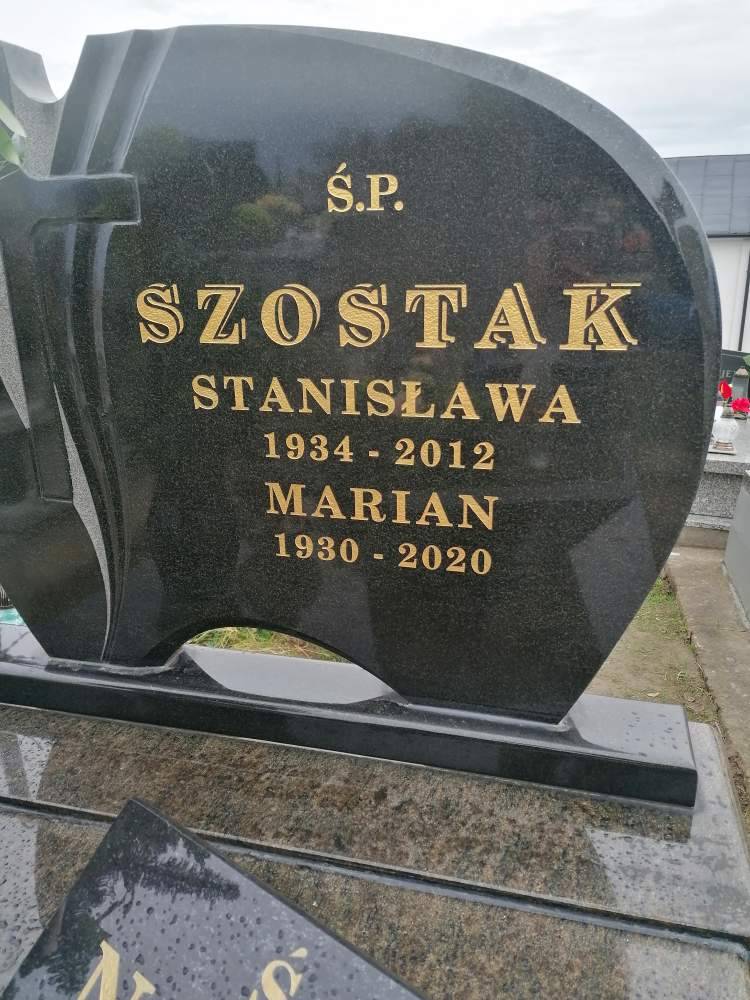 Ś.P.
SZOSTAK
STANISŁAWA
1934 - 2012
MARIAN
1930 - 2020